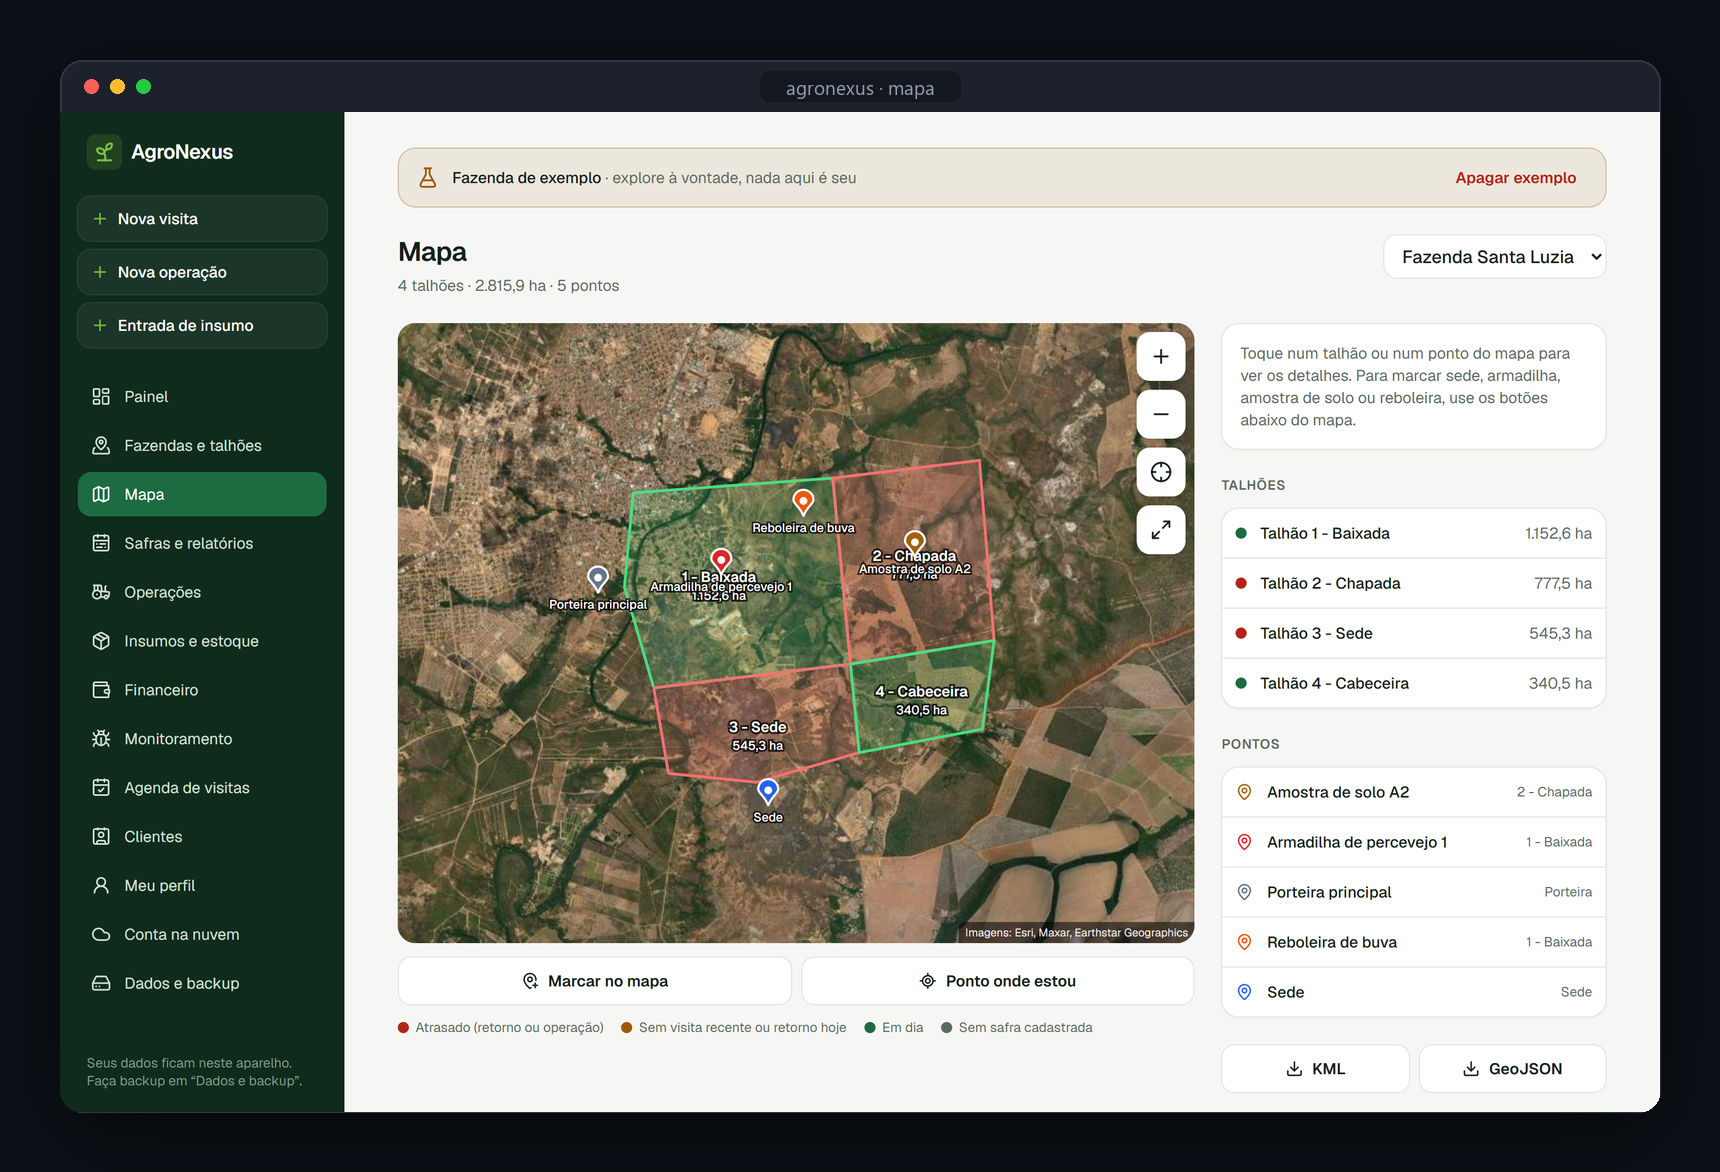 agronexus · mapa
AgroNexus
Nova visita
Nova operação
Entrada de insumo
Painel
Fazendas e talhões
Mapa
Safras e relatórios
Operações
Insumos e estoque
Financeiro
Monitoramento
Agenda de visitas
Clientes
Meu perfil
Conta na nuvem
Dados e backup
Seus dados ficam neste aparelho.
Faça backup em “Dados e backup”.
Fazenda de exemplo · explore à vontade, nada aqui é seu
Apagar exemplo
Mapa
4 talhões · 2.815,9 ha · 5 pontos
Fazenda Santa Luzia
Reboleira de buva
2 - Chapada
Amostra de solo A2
777,5 ha
1 - Baixada
Armadilha de percevejo 1
1.152,6 ha
Porteira principal
4 - Cabeceira
340,5 ha
3 - Sede
545,3 ha
Sede
Imagens: Esri, Maxar, Earthstar Geographics
Marcar no mapa
Ponto onde estou
Atrasado (retorno ou operação)
Sem visita recente ou retorno hoje
Em dia
Sem safra cadastrada
Toque num talhão ou num ponto do mapa para
ver os detalhes. Para marcar sede, armadilha,
amostra de solo ou reboleira, use os botões
abaixo do mapa.
TALHÕES
Talhão 1 - Baixada 1.152,6 ha
Talhão 2 - Chapada 777,5 ha
Talhão 3 - Sede 545,3 ha
Talhão 4 - Cabeceira 340,5 ha
PONTOS
Amostra de solo A2 2 - Chapada
Armadilha de percevejo 1 1 - Baixada
Porteira principal Porteira
Reboleira de buva 1 - Baixada
Sede Sede
KML
GeoJSON